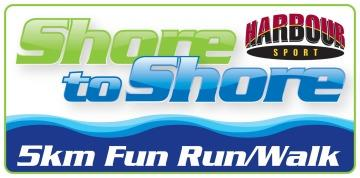 Shore
HARBOUR
SPORT
to Shore
5km Fun Run/Walk